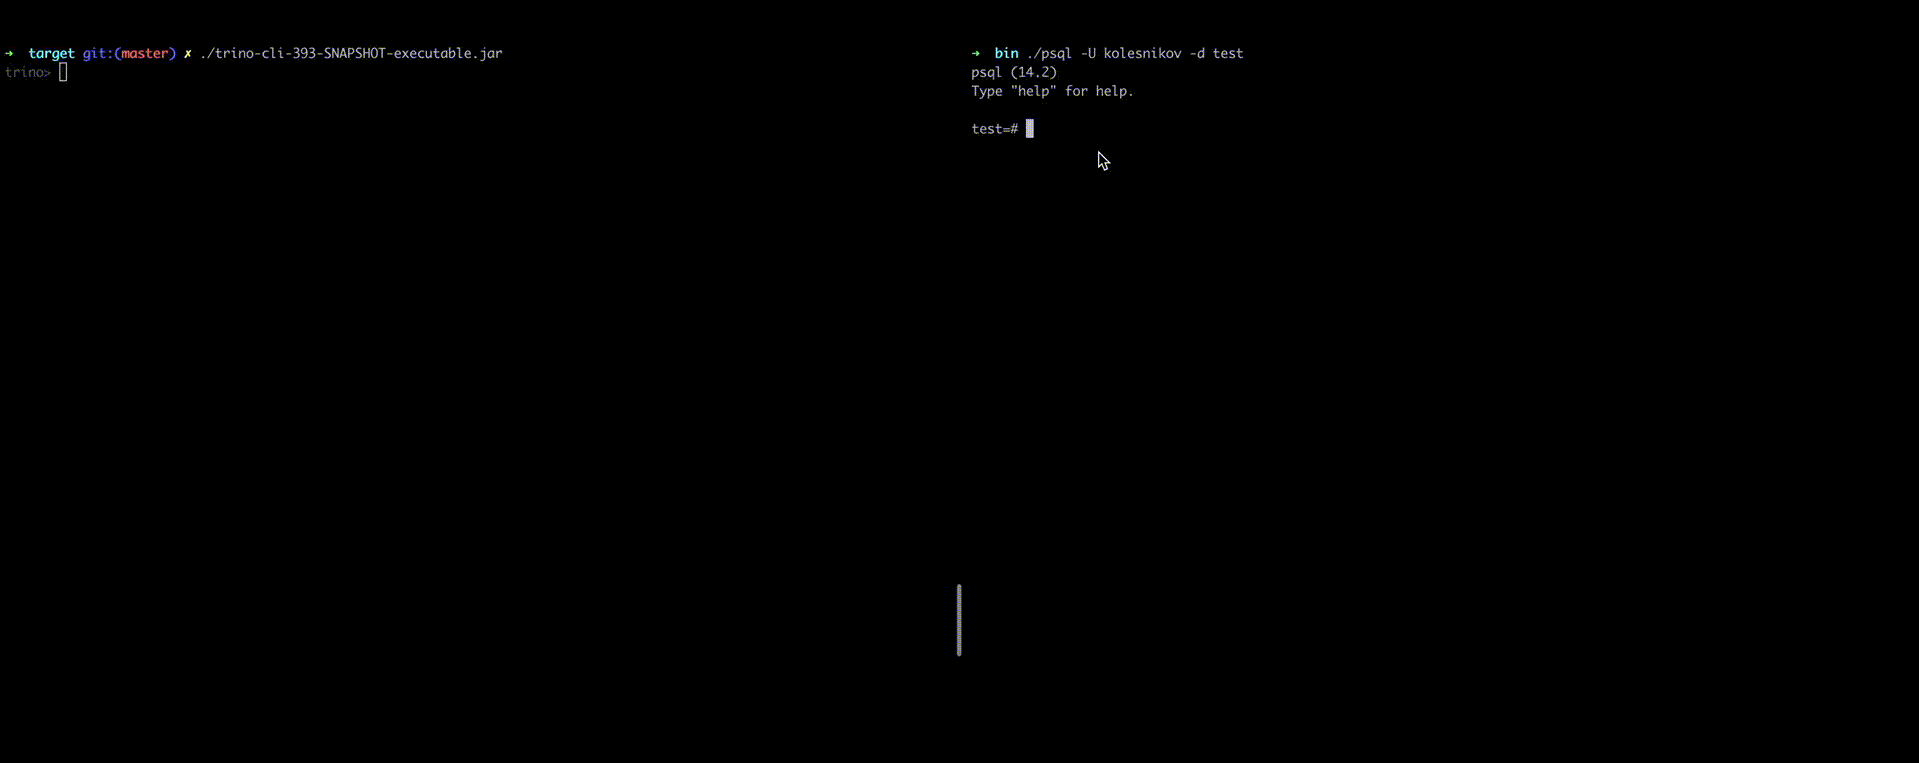 ➜  target git:(master) ✗ ./trino-cli-393-SNAPSHOT-executable.jar
trino>
➜  bin ./psql -U kolesnikov -d test
psql (14.2)
Type "help" for help.
test=#